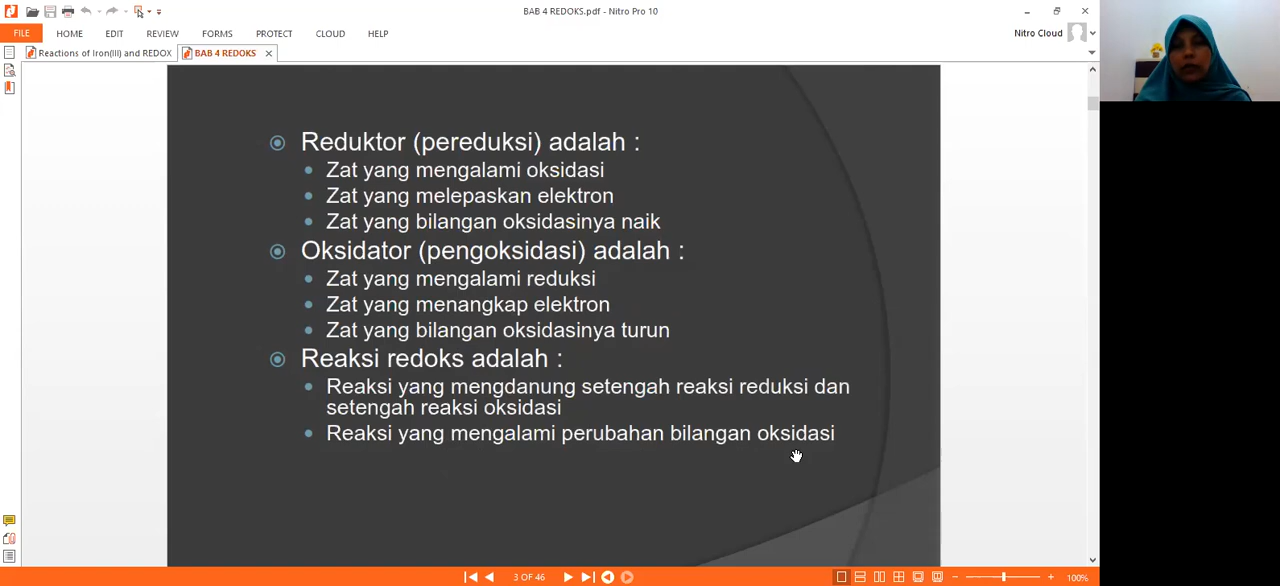 BAB 4 REDOKS.pdf - Nitro Pro 10
FILE HOME EDIT REVIEW FORMS PROTECT CLOUD HELP Nitro Cloud
Reactions of Iron(III) and REDOX BAB 4 REDOKS
Reduktor (pereduksi) adalah :
Zat yang mengalami oksidasi
Zat yang melepaskan elektron
Zat yang bilangan oksidasinya naik
Oksidator (pengoksidasi) adalah :
Zat yang mengalami reduksi
Zat yang menangkap elektron
Zat yang bilangan oksidasinya turun
Reaksi redoks adalah :
Reaksi yang mengdanung setengah reaksi reduksi dan
setengah reaksi oksidasi
Reaksi yang mengalami perubahan bilangan oksidasi
3 OF 46 100%